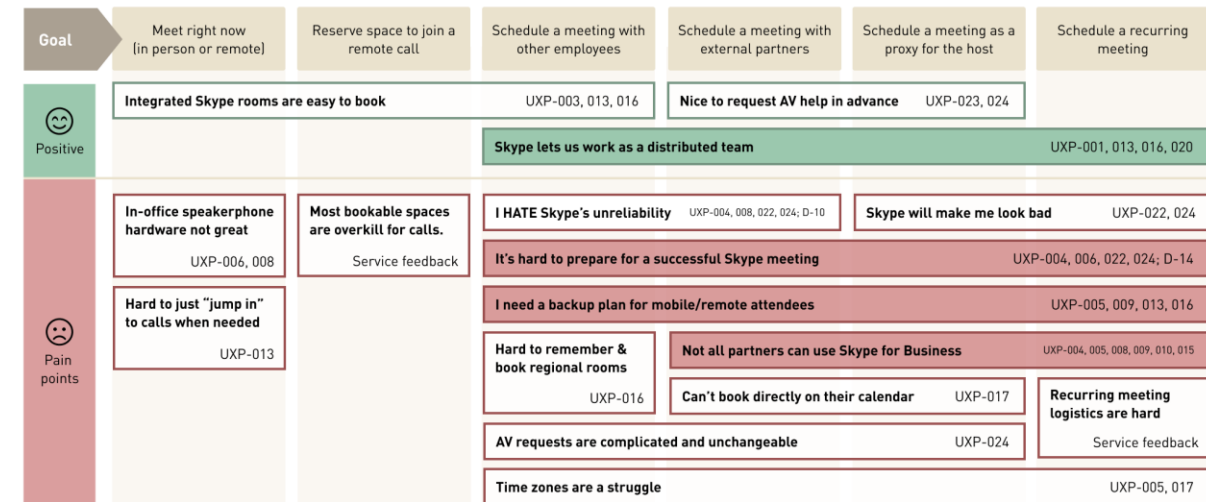 Goal
Meet right now
(in person or remote)
Reserve space to join a
remote call
Schedule a meeting with
other employees
Schedule a meeting with
external partners
Schedule a meeting as a
proxy for the host
Schedule a recurring
meeting
Positive
Integrated Skype rooms are easy to book UXP-003, 013, 016
Nice to request AV help in advance UXP-023, 024
Skype lets us work as a distributed team UXP-001, 013, 016, 020
Pain
points
In-office speakerphone
hardware not great
UXP-006, 008
Most bookable spaces
are overkill for calls.
Service feedback
I HATE Skype's unreliability UXP-004, 008, 022, 024; D-10
Skype will make me look bad UXP-022, 024
It's hard to prepare for a successful Skype meeting UXP-004, 006, 022, 024; D-14
Hard to just “jump in”
to calls when needed
UXP-013
I need a backup plan for mobile/remote attendees UXP-005, 009, 013, 016
Hard to remember &
book regional rooms
UXP-016
Not all partners can use Skype for Business UXP-004, 005, 008, 009, 010, 015
Can't book directly on their calendar UXP-017
Recurring meeting
logistics are hard
Service feedback
AV requests are complicated and unchangeable UXP-024
Time zones are a struggle UXP-005, 017